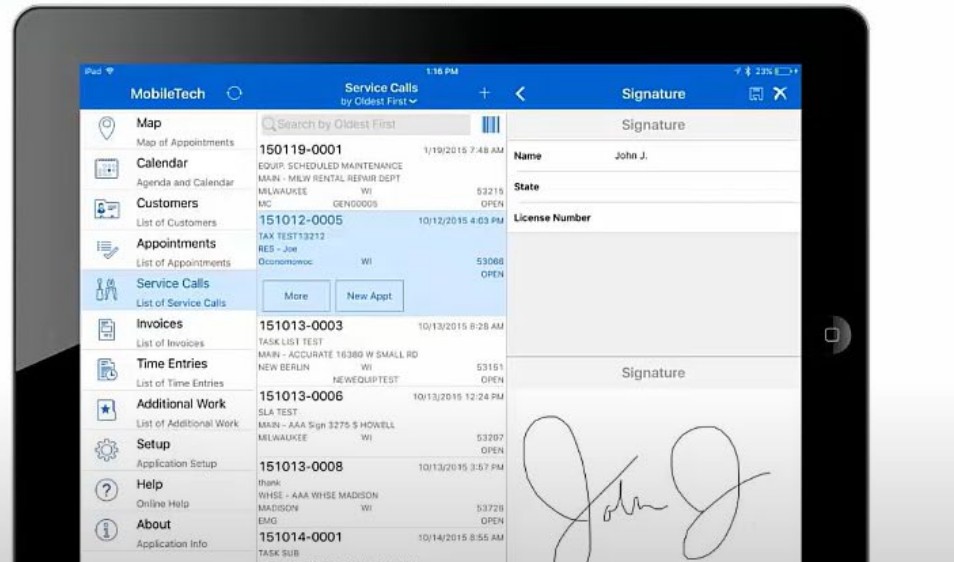 iPad
1:16 PM
23%
MobileTech
Service Calls
by Oldest First
+
Signature
Map
Map of Appointments
Calendar
Agenda and Calendar
Customers
List of Customers
Appointments
List of Appointments
Service Calls
List of Service Calls
Invoices
List of Invoices
Time Entries
List of Time Entries
Additional Work
List of Additional Work
Setup
Application Setup
Help
Online Help
About
Application Info
Search by Oldest First
150119-0001 1/19/2015 7:48 AM
EQUIP. SCHEDULED MAINTENANCE
MAIN - MILW RENTAL REPAIR DEPT
MILWAUKEE WI 53215
MC GEN00005 OPEN
151012-0005 10/12/2015 4:03 PM
TAX TEST13212
RES - Joe
Oconomowoc WI 53066
OPEN
More New Appt
151013-0003 10/13/2015 8:28 AM
TASK LIST TEST
MAIN - ACCURATE 16380 W SMALL RD
NEW BERLIN WI 53151
NEWEQUIPTEST OPEN
151013-0006 10/13/2015 12:24 PM
SLA TEST
MAIN - AAA Sign 3275 S HOWELL
MILWAUKEE WI 53207
OPEN
151013-0008 10/13/2015 3:57 PM
thank
WHSE - AAA WHSE MADISON
MADISON WI 53726
EMG OPEN
151014-0001 10/14/2015 8:55 AM
TASK SUB
Signature
Name John J.
State
License Number
Signature
John J